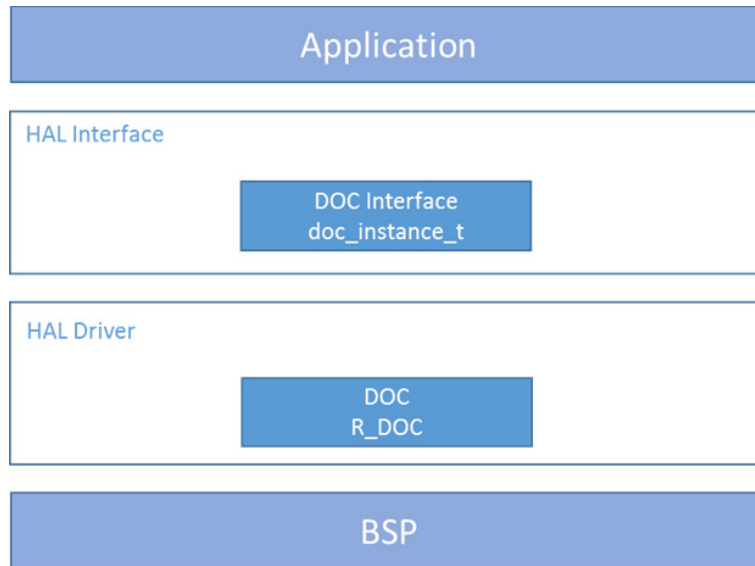 Application
HAL Interface
DOC Interface
doc_instance_t
HAL Driver
DOC
R_DOC
BSP